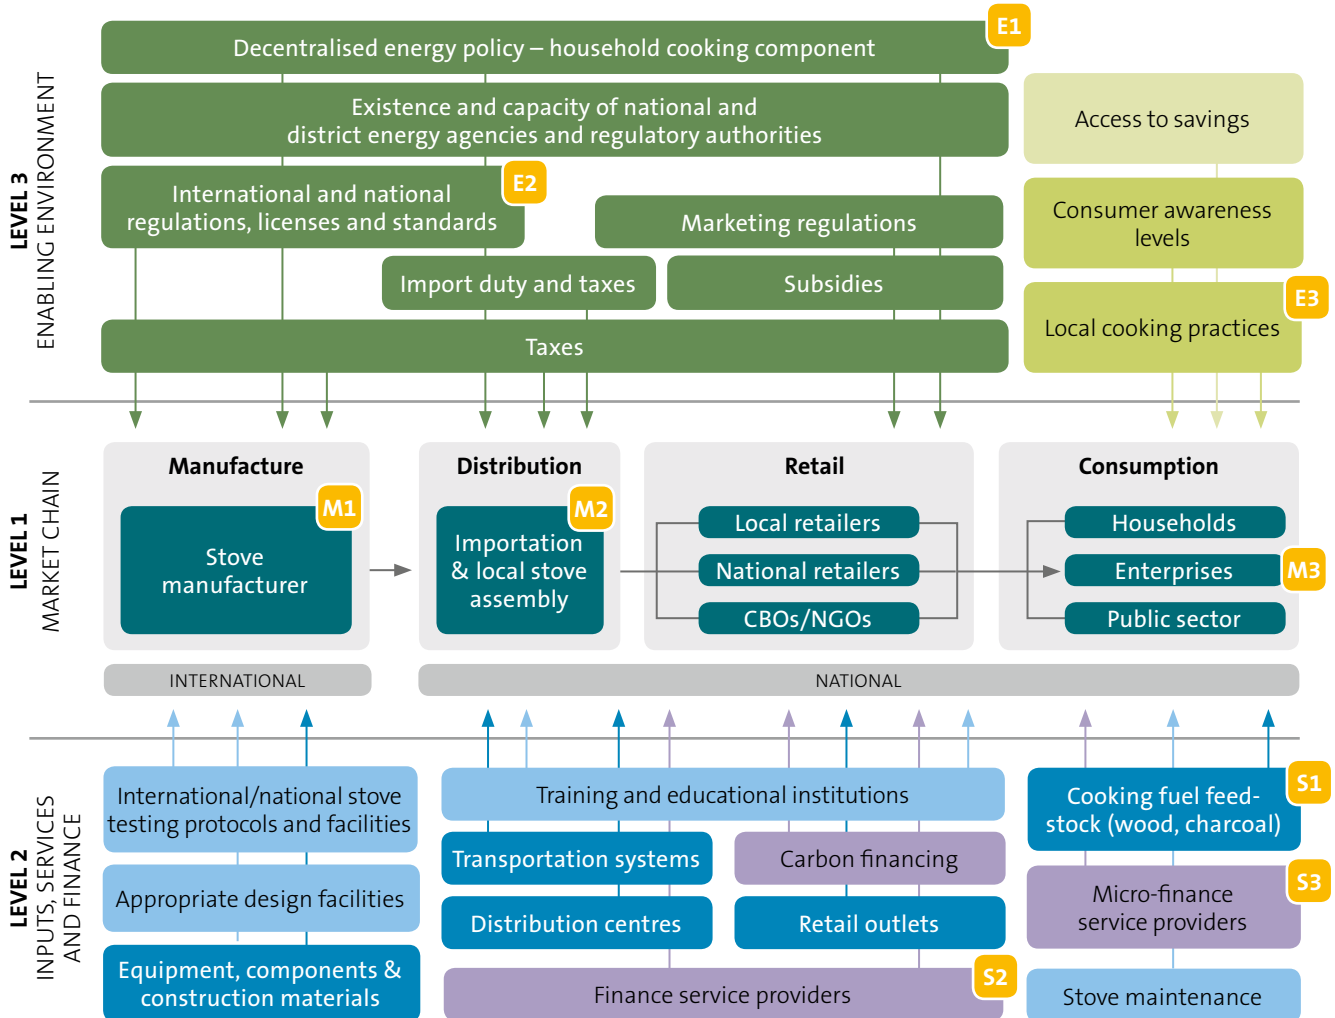 LEVEL 3
ENABLING ENVIRONMENT
Decentralised energy policy – household cooking component
E1
Existence and capacity of national and
district energy agencies and regulatory authorities
International and national
regulations, licenses and standards
E2
Marketing regulations
Import duty and taxes
Subsidies
Taxes
Access to savings
Consumer awareness
levels
Local cooking practices
E3
LEVEL 1
MARKET CHAIN
Manufacture
Stove
manufacturer
M1
Distribution
Importation
& local stove
assembly
M2
Retail
Local retailers
National retailers
CBOs/NGOs
Consumption
Households
Enterprises
M3
Public sector
INTERNATIONAL
NATIONAL
LEVEL 2
INPUTS, SERVICES
AND FINANCE
International/national stove
testing protocols and facilities
Appropriate design facilities
Equipment, components &
construction materials
Training and educational institutions
Transportation systems
Carbon financing
Distribution centres
Retail outlets
Finance service providers
S2
Cooking fuel feed-
stock (wood, charcoal)
S1
Micro-finance
service providers
S3
Stove maintenance